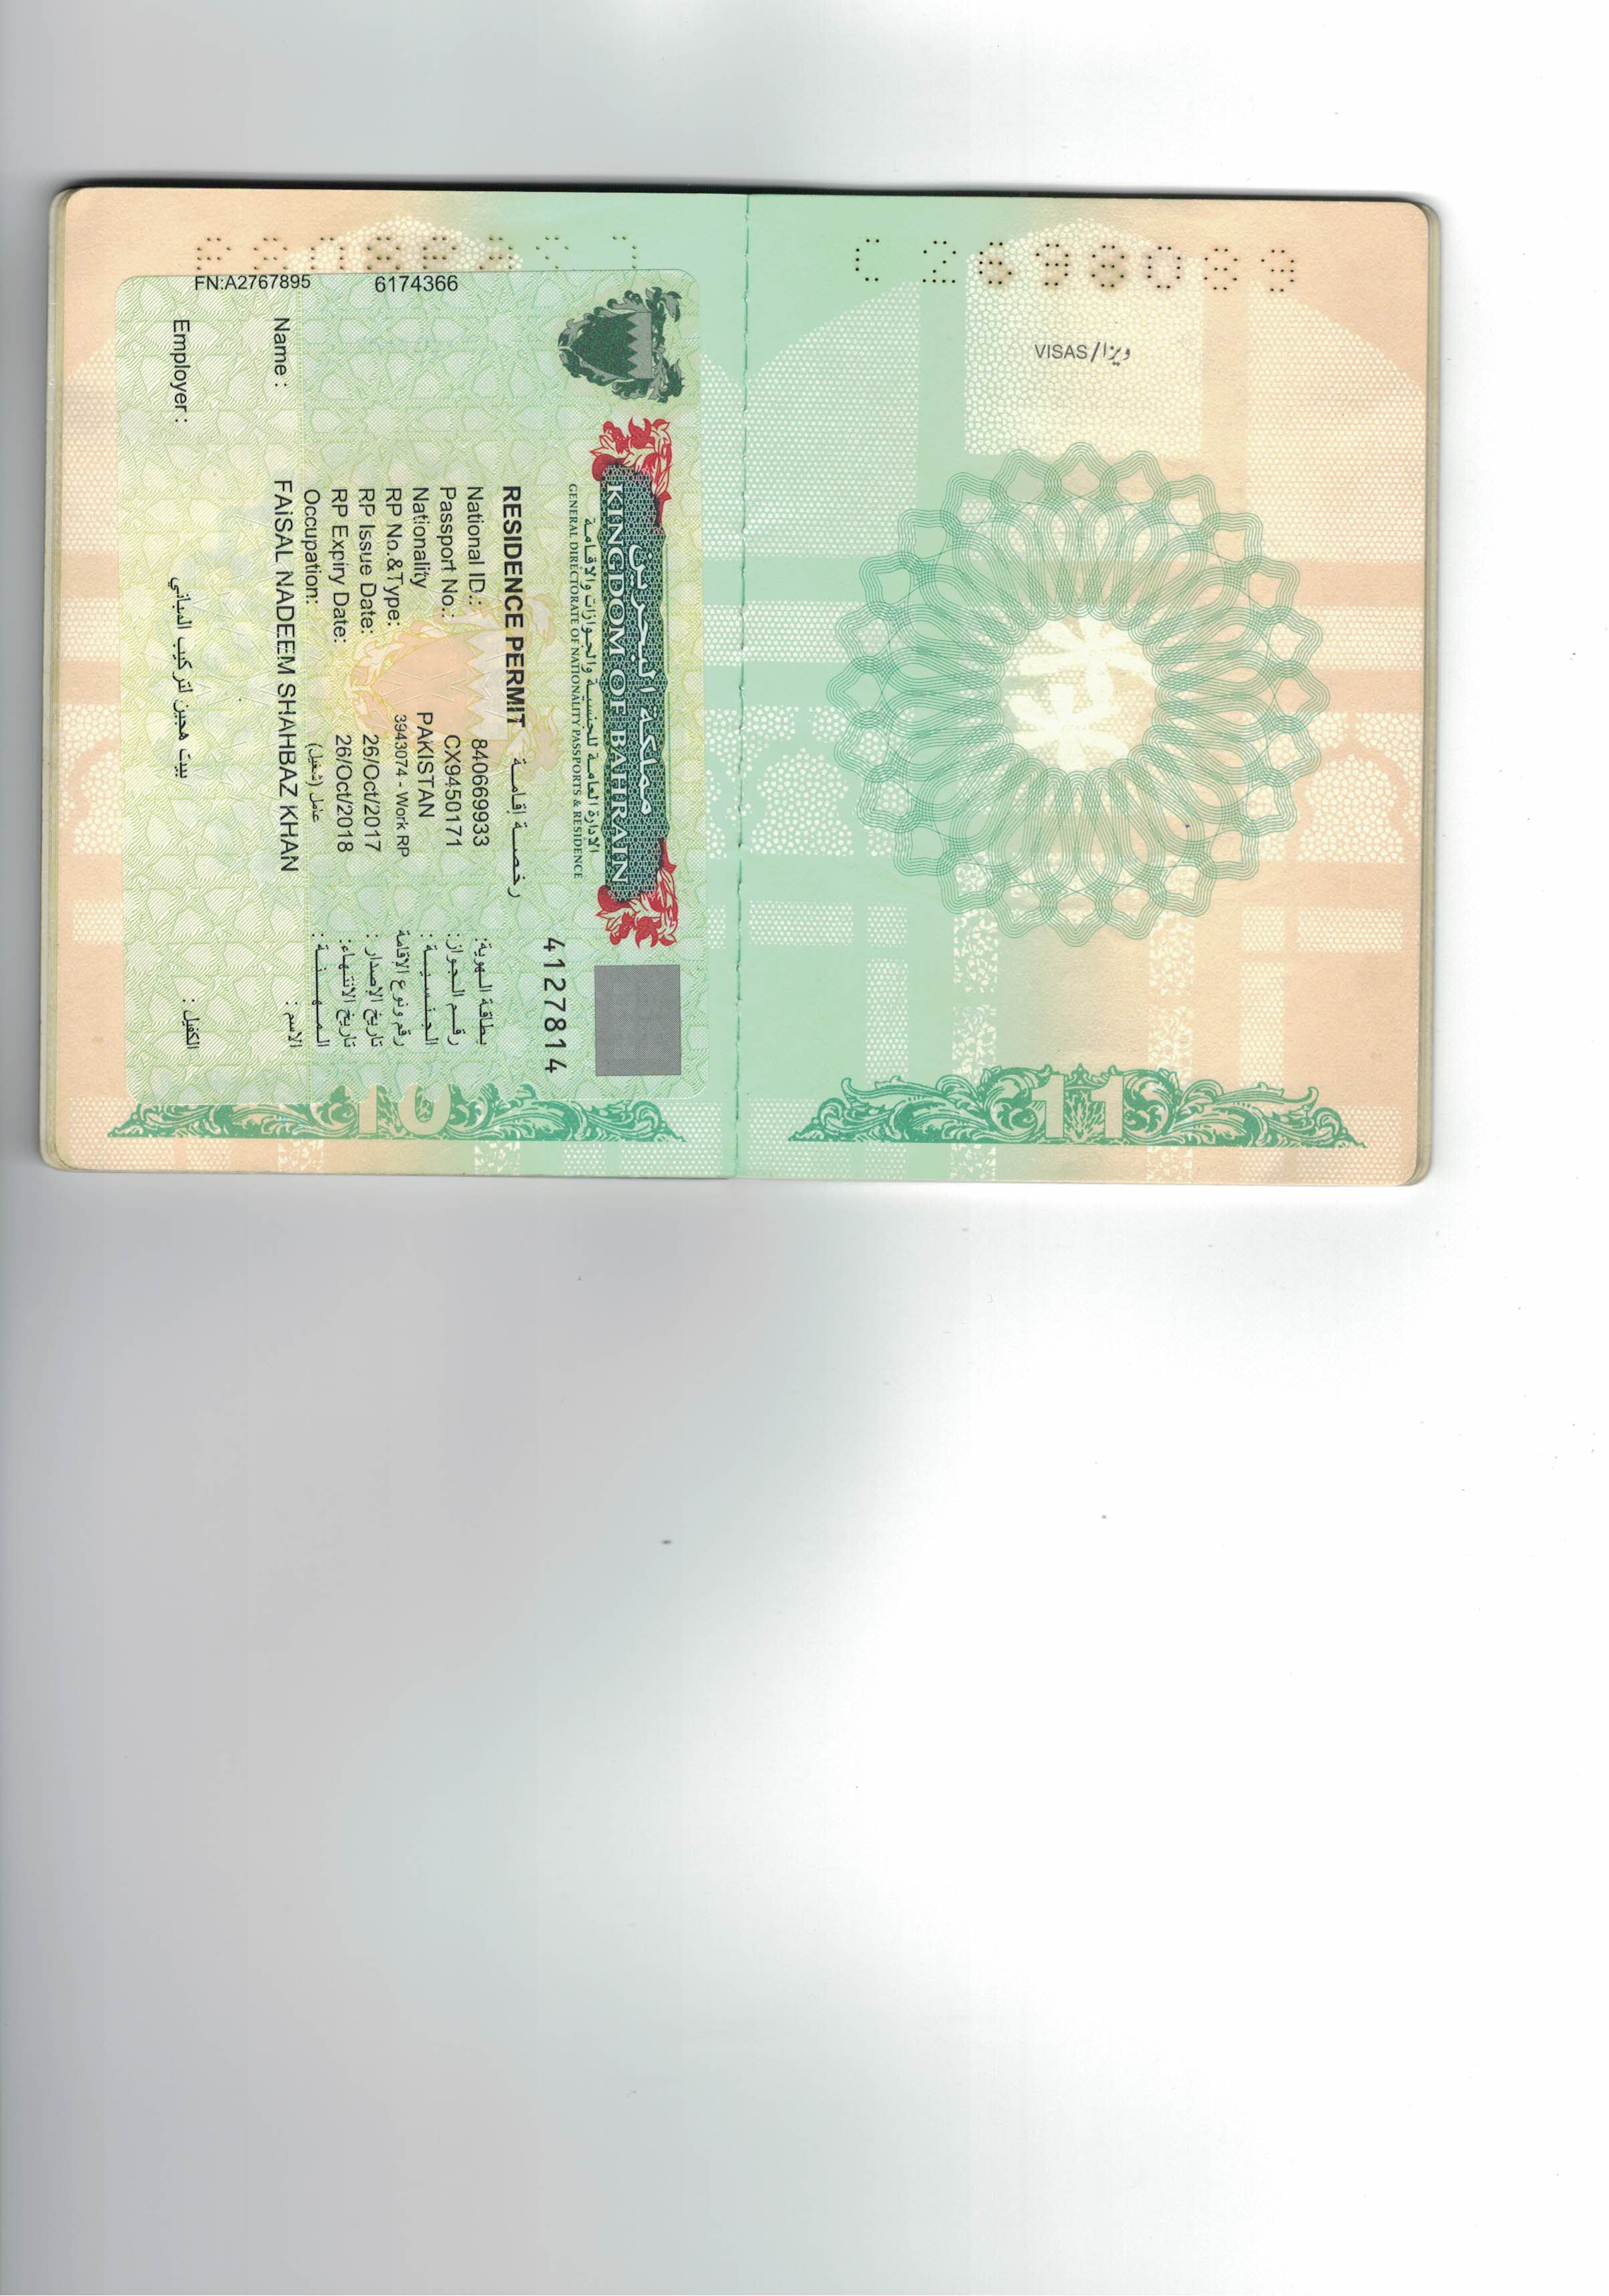 FN:A2767895 6174366
مملكة البحرين
KINGDOM OF BAHRAIN
الإدارة العامة للجنسية والجوازات والإقامة
GENERAL DIRECTORATE OF NATIONALITY PASSPORTS & RESIDENCE
4127814
RESIDENCE PERMIT رخصة إقامة
National ID.: 840669933 بطاقة الهوية:
Passport No.: CX9450171 رقم الجواز:
Nationality PAKISTAN الجنسية :
RP No.&Type: 3943074 - Work RP رقم ونوع الإقامة
RP Issue Date: 26/Oct/2017 تاريخ الإصدار :
RP Expiry Date: 26/Oct/2018 تاريخ الانتهاء:
Occupation: عامل (تشغيل) المهنة :
Name : FAISAL NADEEM SHAHBAZ KHAN الاسم :
Employer : بيت هجين لتركيب المباني الكفيل :
10
C2698089
VISAS/ویزا
11